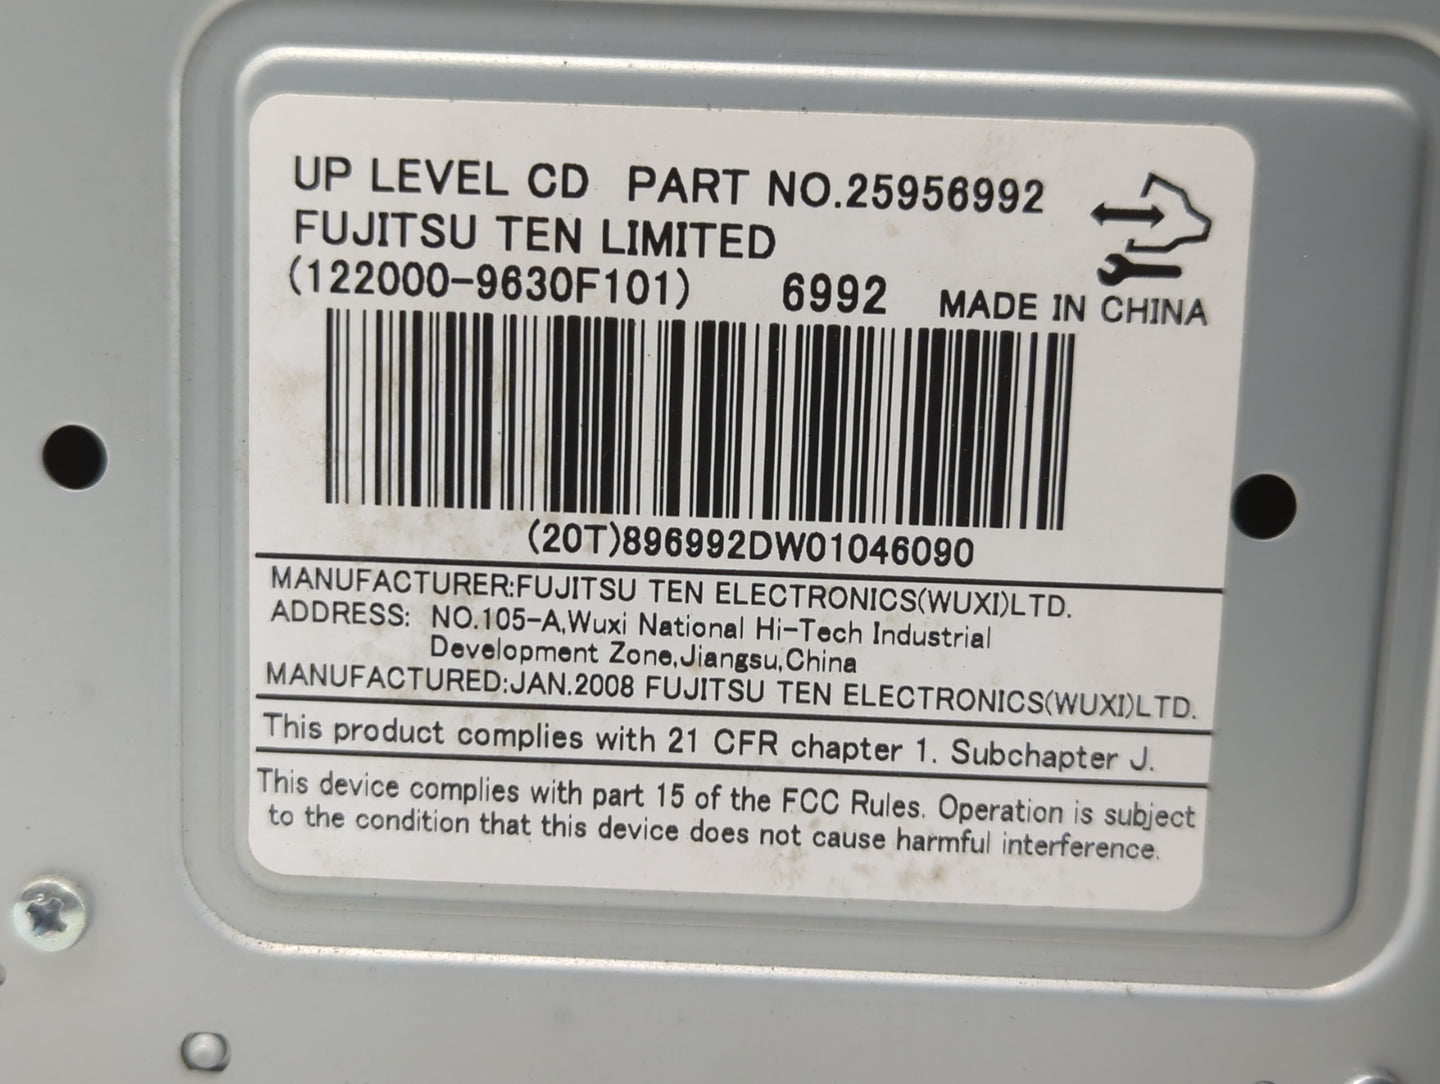 UP LEVEL CD PART NO.25956992
FUJITSU TEN LIMITED
(122000-9630F101) 6992 MADE IN CHINA
(20T)896992DW01046090
MANUFACTURER:FUJITSU TEN ELECTRONICS(WUXI)LTD.
ADDRESS: NO.105-A,Wuxi National Hi-Tech Industrial
Development Zone,Jiangsu,China
MANUFACTURED:JAN.2008 FUJITSU TEN ELECTRONICS(WUXI)LTD.
This product complies with 21 CFR chapter 1. Subchapter J.
This device complies with part 15 of the FCC Rules. Operation is subject
to the condition that this device does not cause harmful interference.